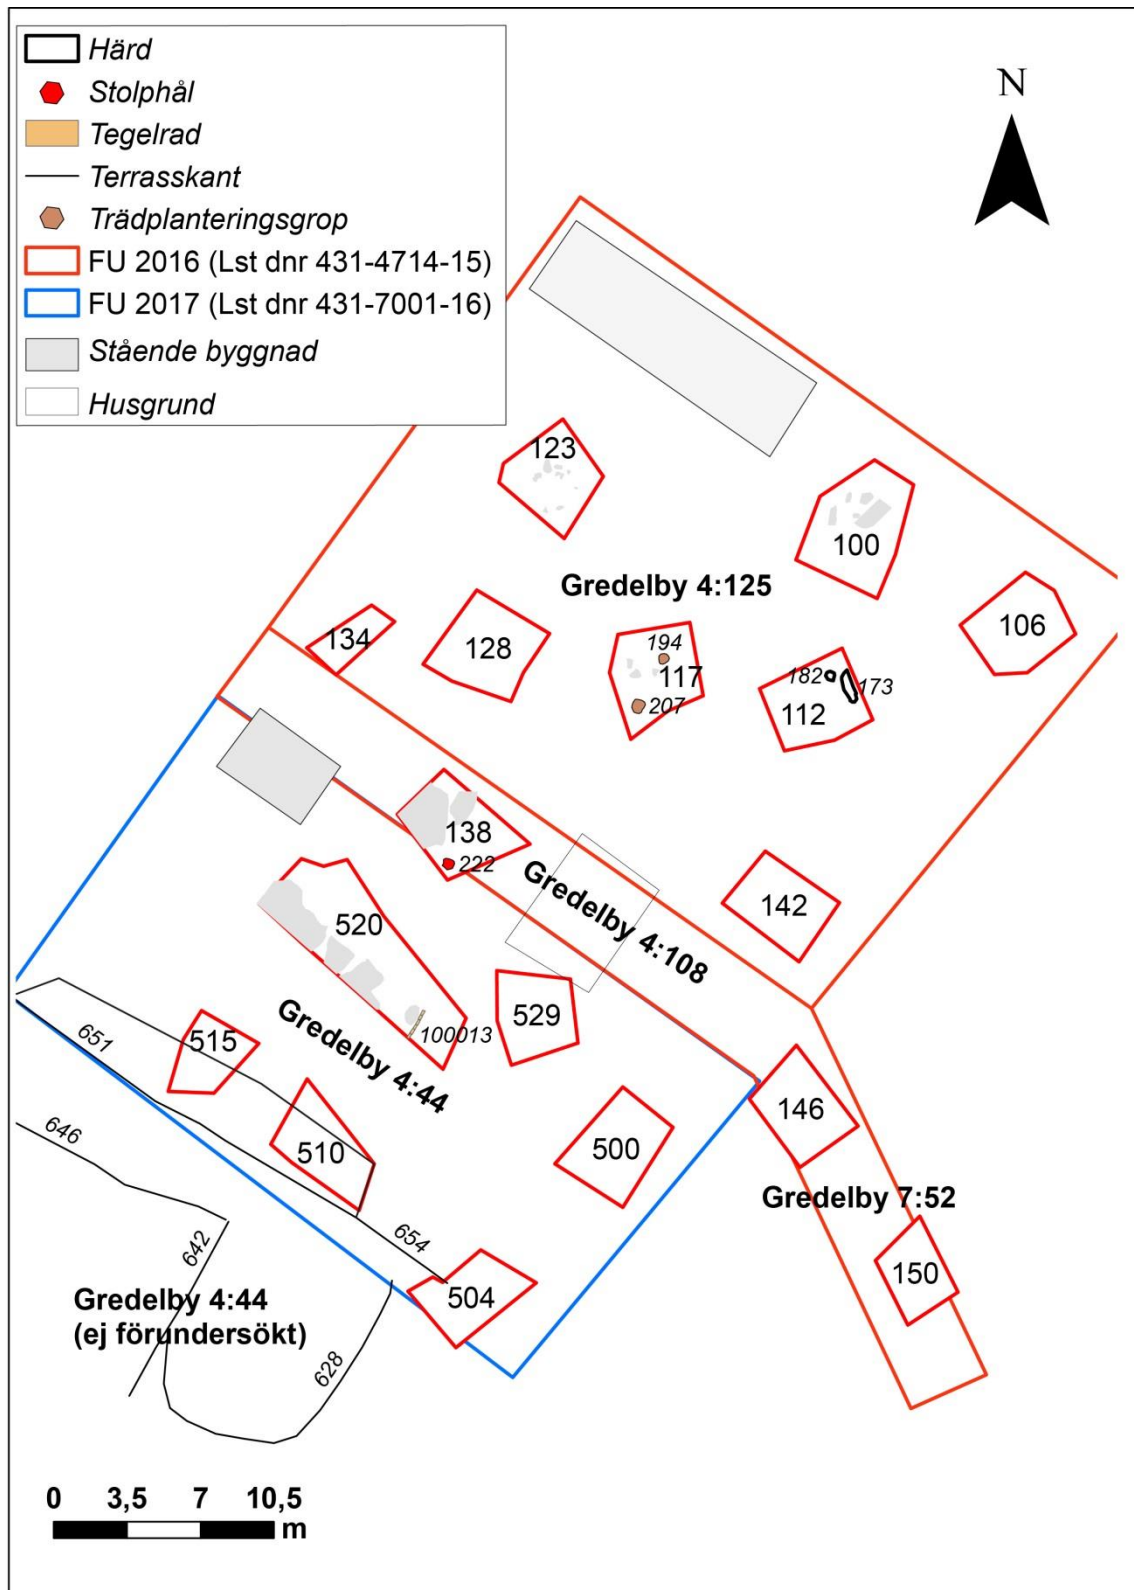 Härd
Stolphål
Tegelrad
Terrasskant
Trädplanteringsgrop
FU 2016 (Lst dnr 431-4714-15)
FU 2017 (Lst dnr 431-7001-16)
Stående byggnad
Husgrund
N
123
100
Gredelby 4:125
106
134
128
194
117
207
182
173
112
138
222
Gredelby 4:108
142
520
529
100013
Gredelby 4:44
515
651
646
510
500
146
Gredelby 7:52
642
654
150
504
Gredelby 4:44
(ej förundersökt)
628
0 3,5 7 10,5
m